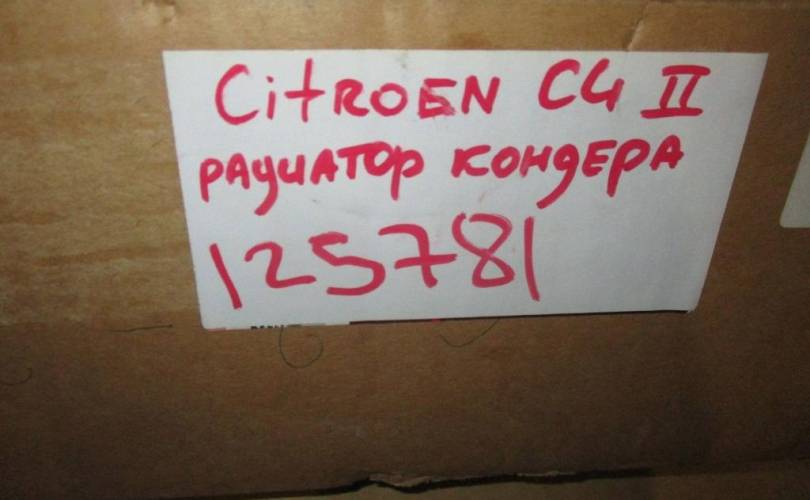 CitROEN C4 II
РАДИАТОР КОНДЕРА
125781